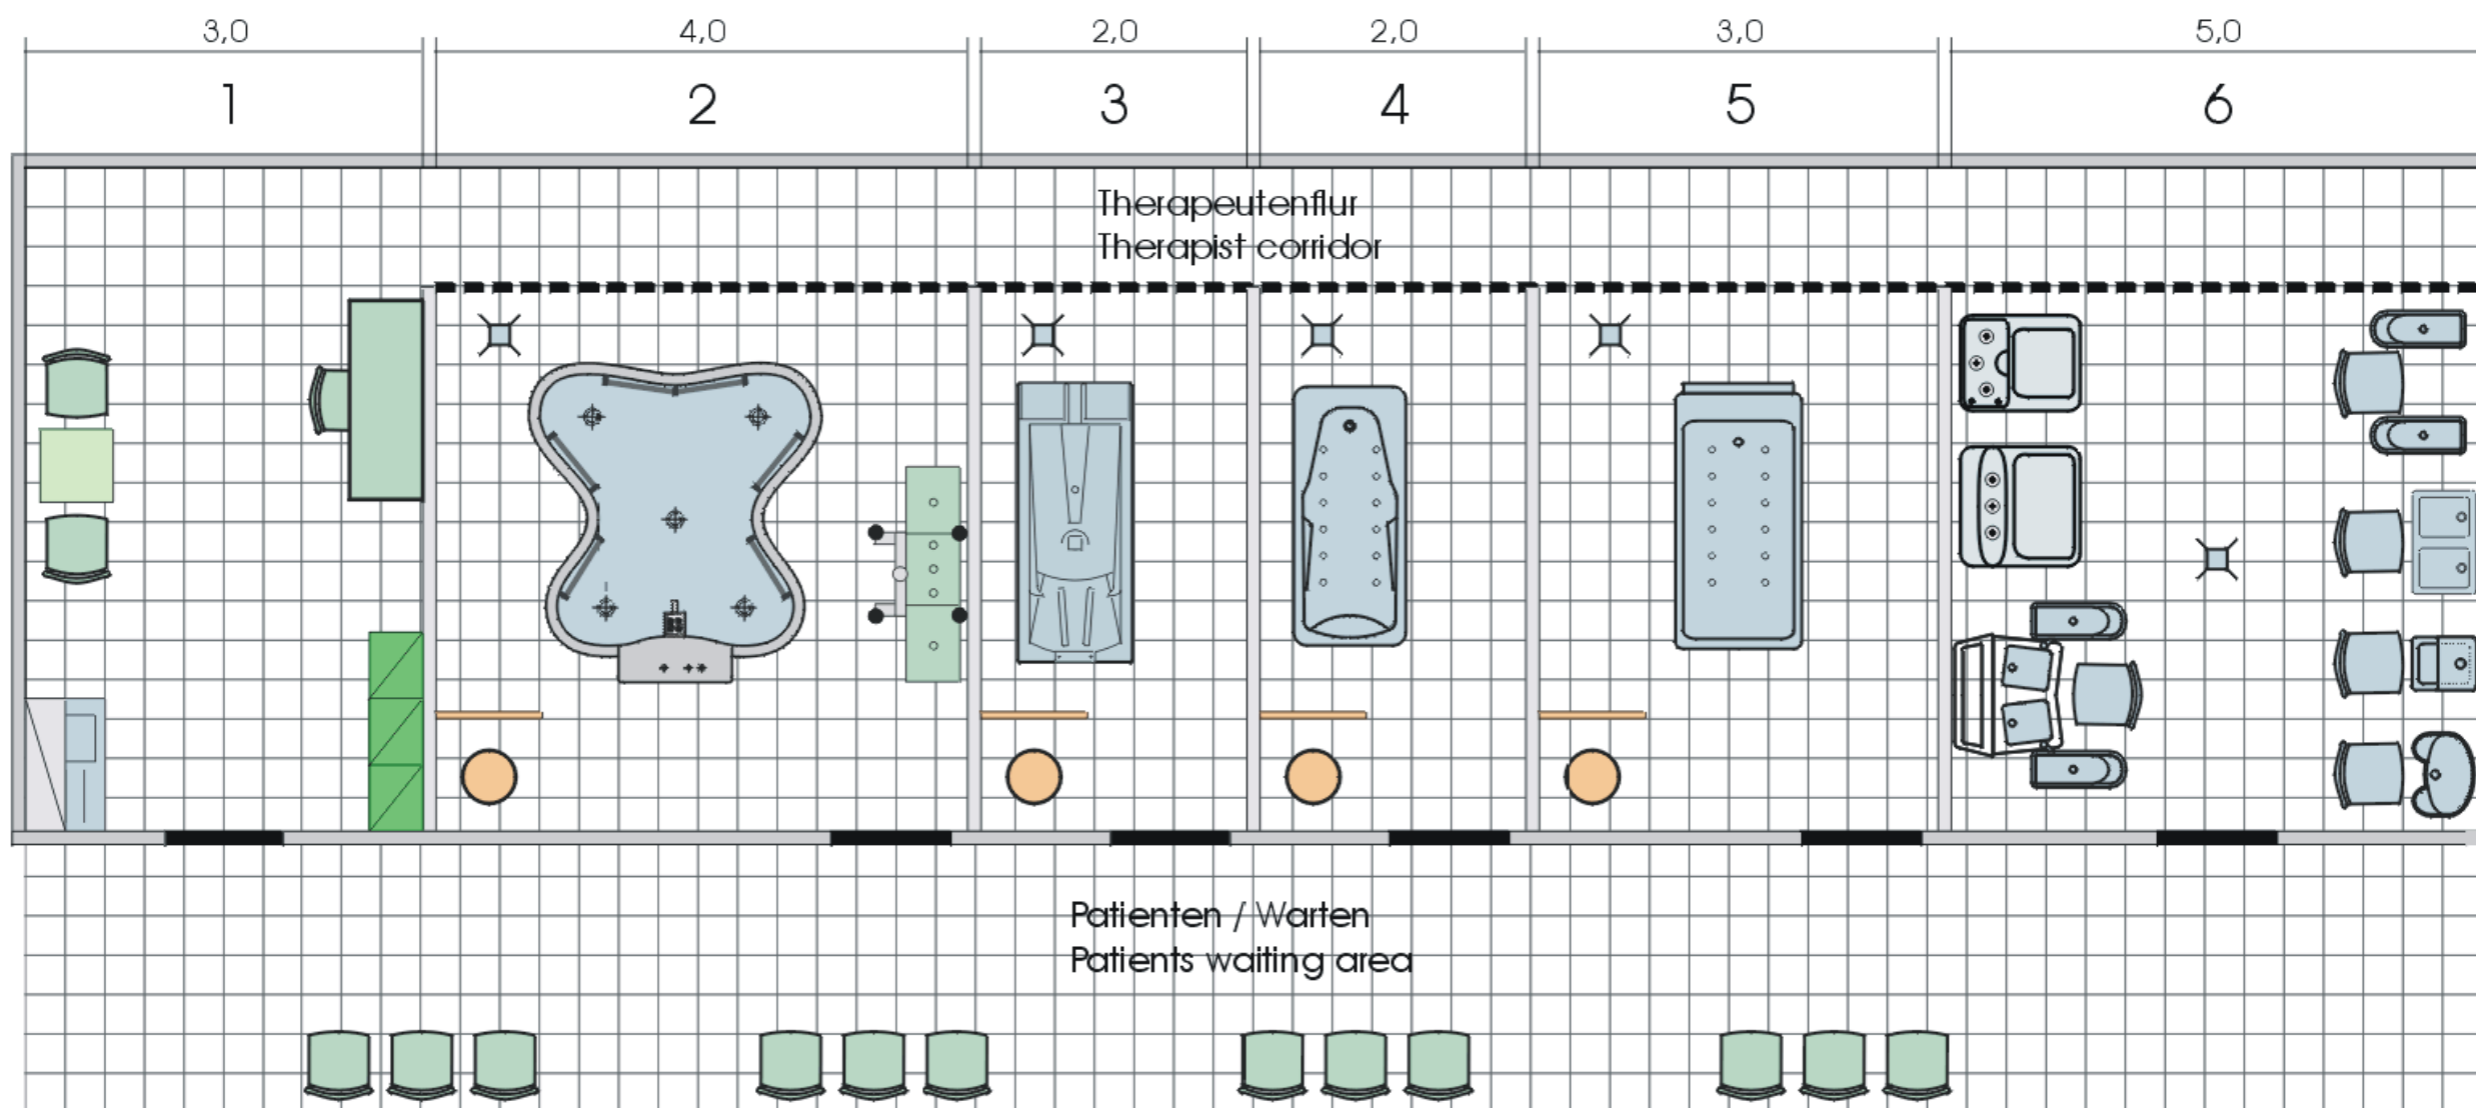 3,0 4,0 2,0 2,0 3,0 5,0
1 2 3 4 5 6
Therapeutenflur
Therapist corridor
Patienten / Warten
Patients waiting area